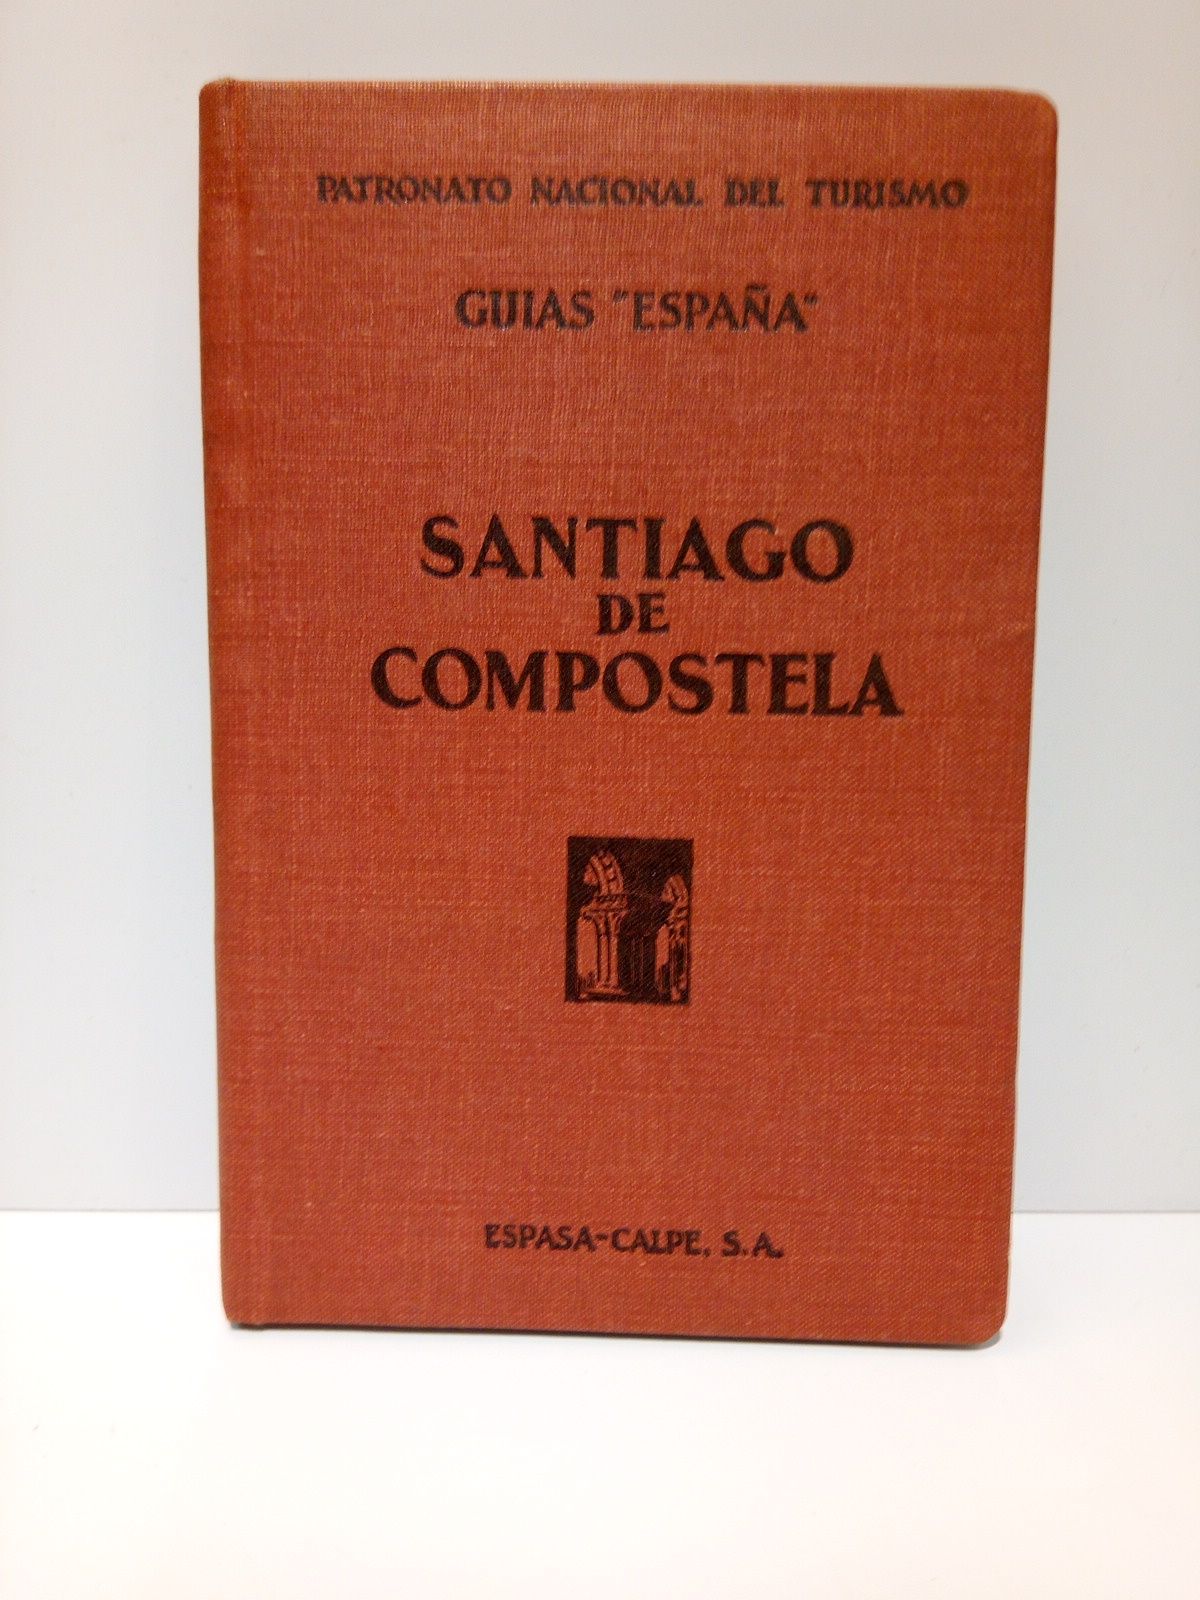 PATRONATO NACIONAL DEL TURISMO
GUIAS "ESPAÑA"
SANTIAGO
DE
COMPOSTELA
ESPASA-CALPE, S.A.